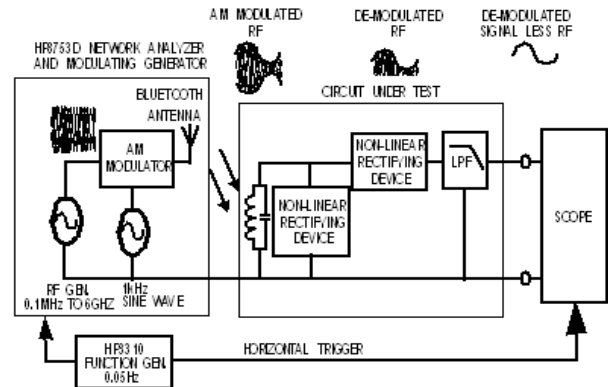 AM MODULATED
RF
DE-MODULATED
RF
DE-MODULATED
SIGNAL LESS RF
HP8753D NETWORK ANALYZER
AND MODULATING GENERATOR
CIRCUIT UNDER TEST
BLUETOOTH
ANTENNA
AM
MODULATOR
NON-LINEAR
RECTIFYING
DEVICE
LPF
NON-LINEAR
RECTIFYING
DEVICE
SCOPE
RF GEN.
0.1MHz TO 6GHZ
1kHz
SINE WAVE
HP3310
FUNCTION GEN.
0.05Hz
HORIZONTAL TRIGGER